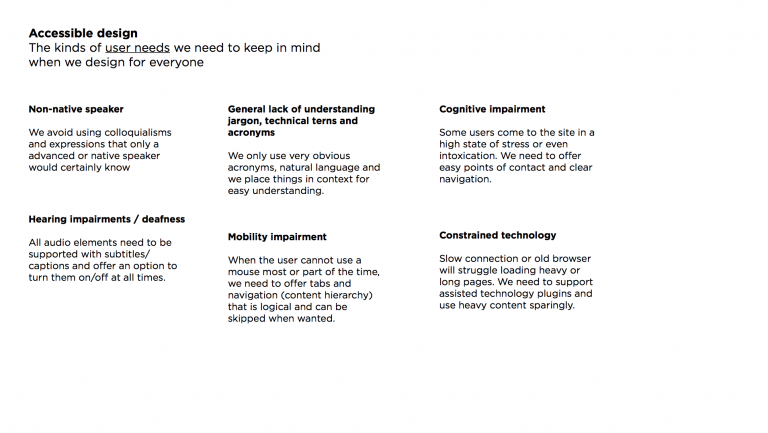 Accessible design
The kinds of user needs we need to keep in mind
when we design for everyone
Non-native speaker
We avoid using colloquialisms
and expressions that only a
advanced or native speaker
would certainly know
General lack of understanding
jargon, technical terns and
acronyms
We only use very obvious
acronyms, natural language and
we place things in context for
easy understanding.
Cognitive impairment
Some users come to the site in a
high state of stress or even
intoxication. We need to offer
easy points of contact and clear
navigation.
Hearing impairments / deafness
All audio elements need to be
supported with subtitles/
captions and offer an option to
turn them on/off at all times.
Mobility impairment
When the user cannot use a
mouse most or part of the time,
we need to offer tabs and
navigation (content hierarchy)
that is logical and can be
skipped when wanted.
Constrained technology
Slow connection or old browser
will struggle loading heavy or
long pages. We need to support
assisted technology plugins and
use heavy content sparingly.